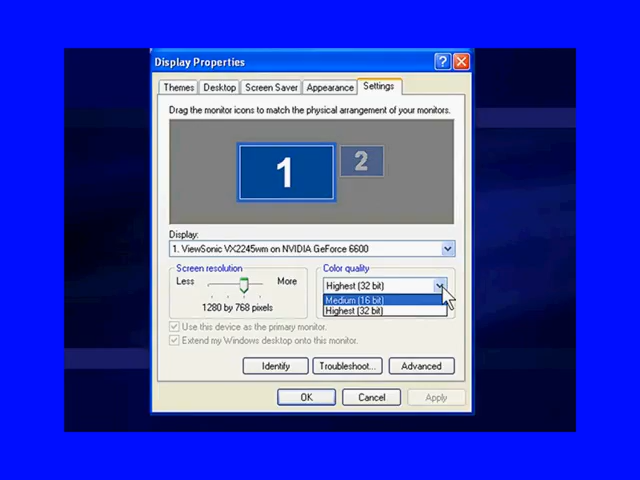 Display Properties
Themes Desktop Screen Saver Appearance Settings
Drag the monitor icons to match the physical arrangement of your monitors.
1 2
Display:
1. ViewSonic VX2245wm on NVIDIA GeForce 6600
Screen resolution
Less More
1280 by 768 pixels
Color quality
Highest (32 bit)
Medium (16 bit)
Highest (32 bit)
Use this device as the primary monitor.
Extend my Windows desktop onto this monitor.
Identify Troubleshoot... Advanced
OK Cancel Apply